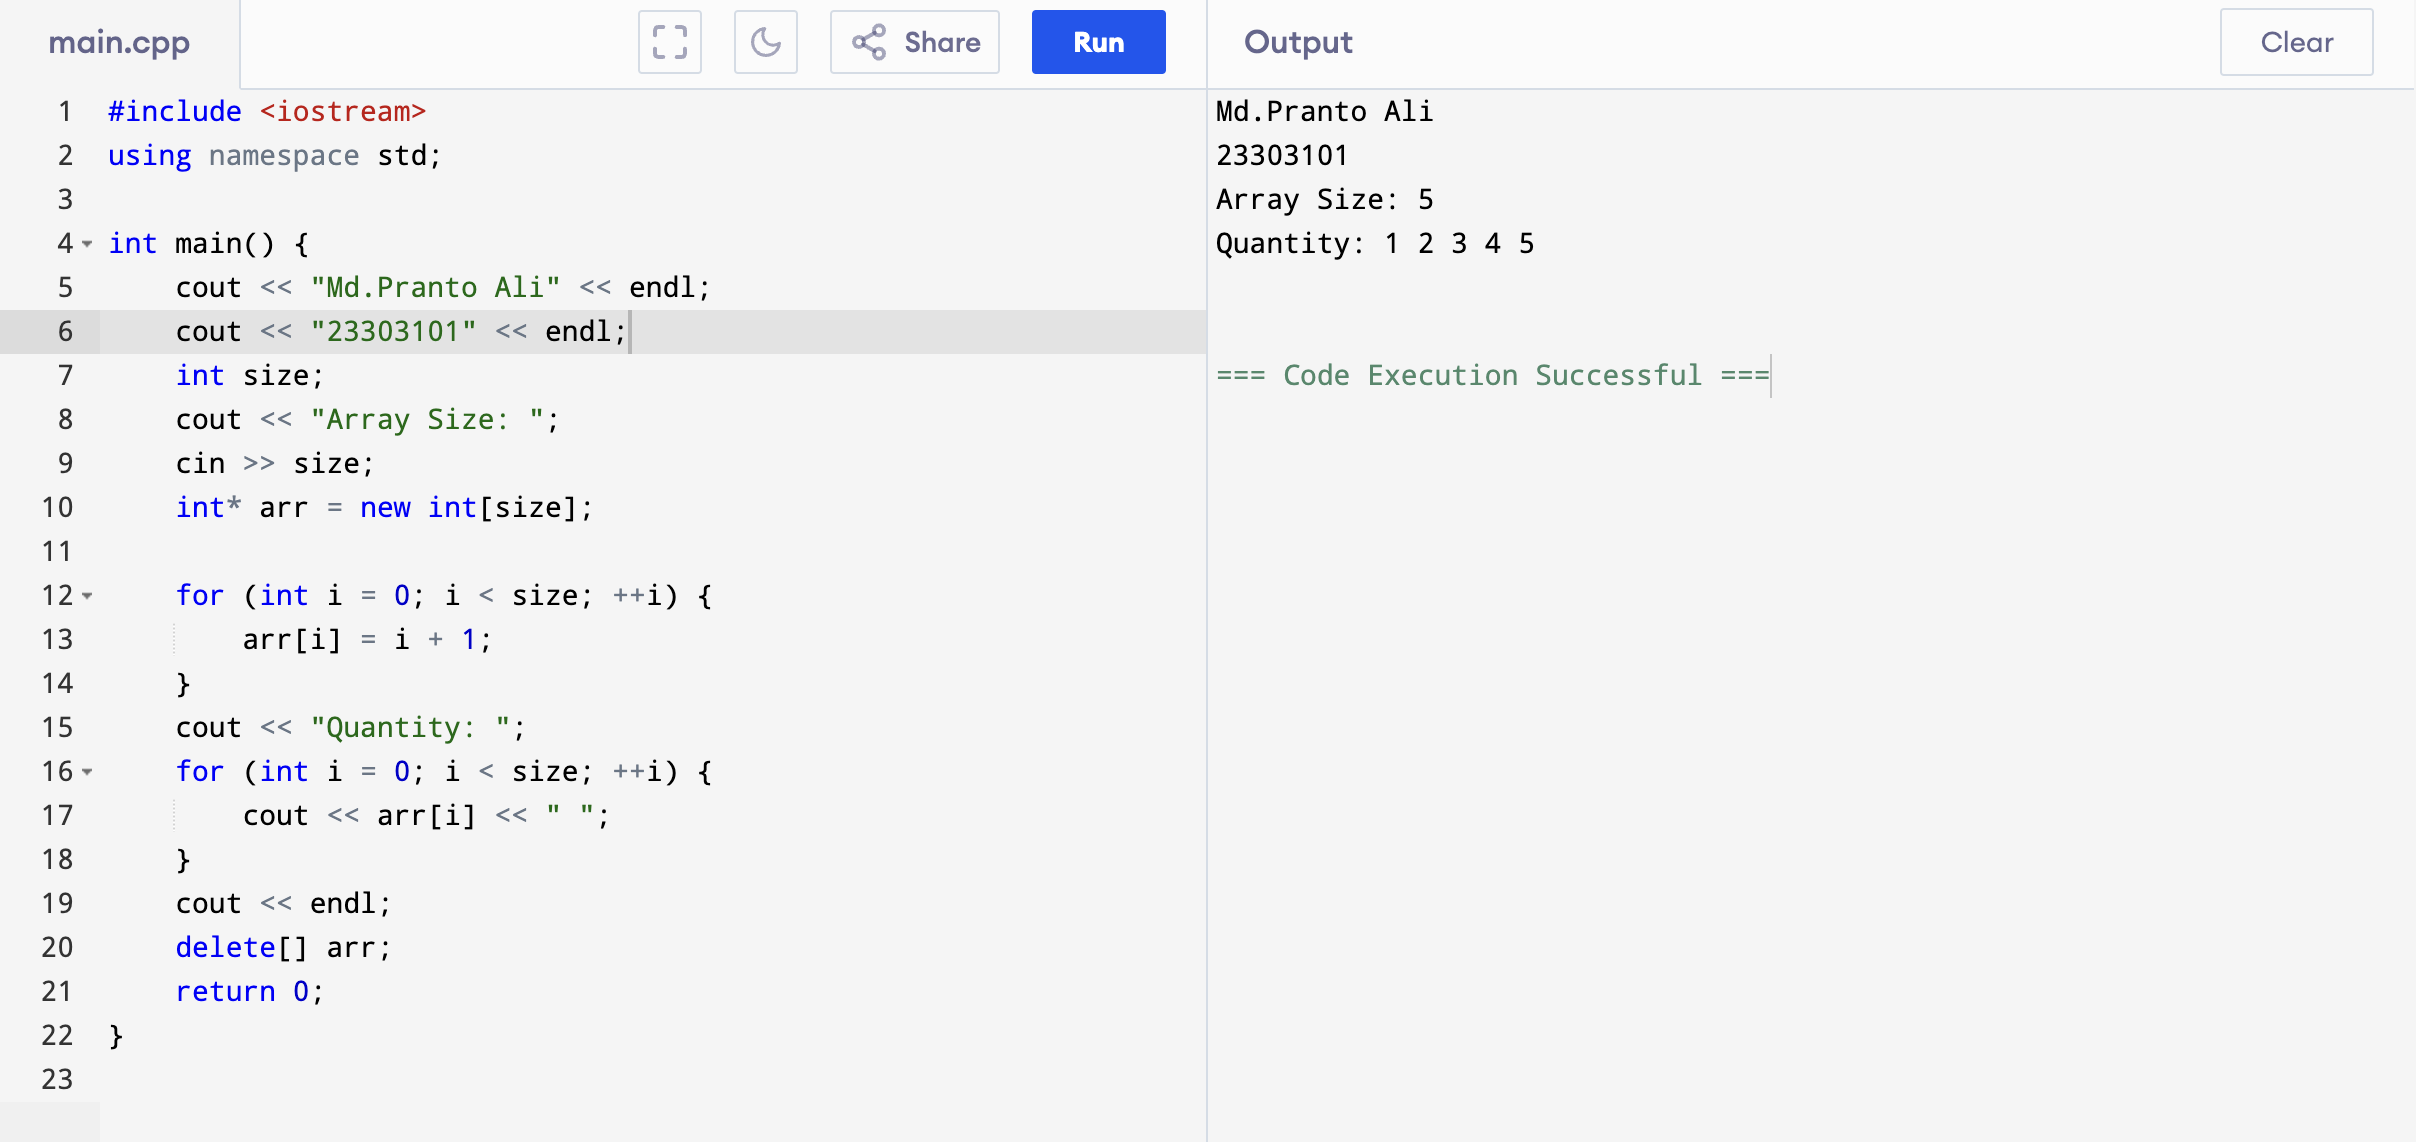 main.cpp
Share
Run
Output
Clear
1 #include <iostream>
2 using namespace std;
3
4 int main() {
5     cout << "Md.Pranto Ali" << endl;
6     cout << "23303101" << endl;
7     int size;
8     cout << "Array Size: ";
9     cin >> size;
10     int* arr = new int[size];
11
12     for (int i = 0; i < size; ++i) {
13         arr[i] = i + 1;
14     }
15     cout << "Quantity: ";
16     for (int i = 0; i < size; ++i) {
17         cout << arr[i] << " ";
18     }
19     cout << endl;
20     delete[] arr;
21     return 0;
22 }
23
Md.Pranto Ali
23303101
Array Size: 5
Quantity: 1 2 3 4 5
=== Code Execution Successful ===